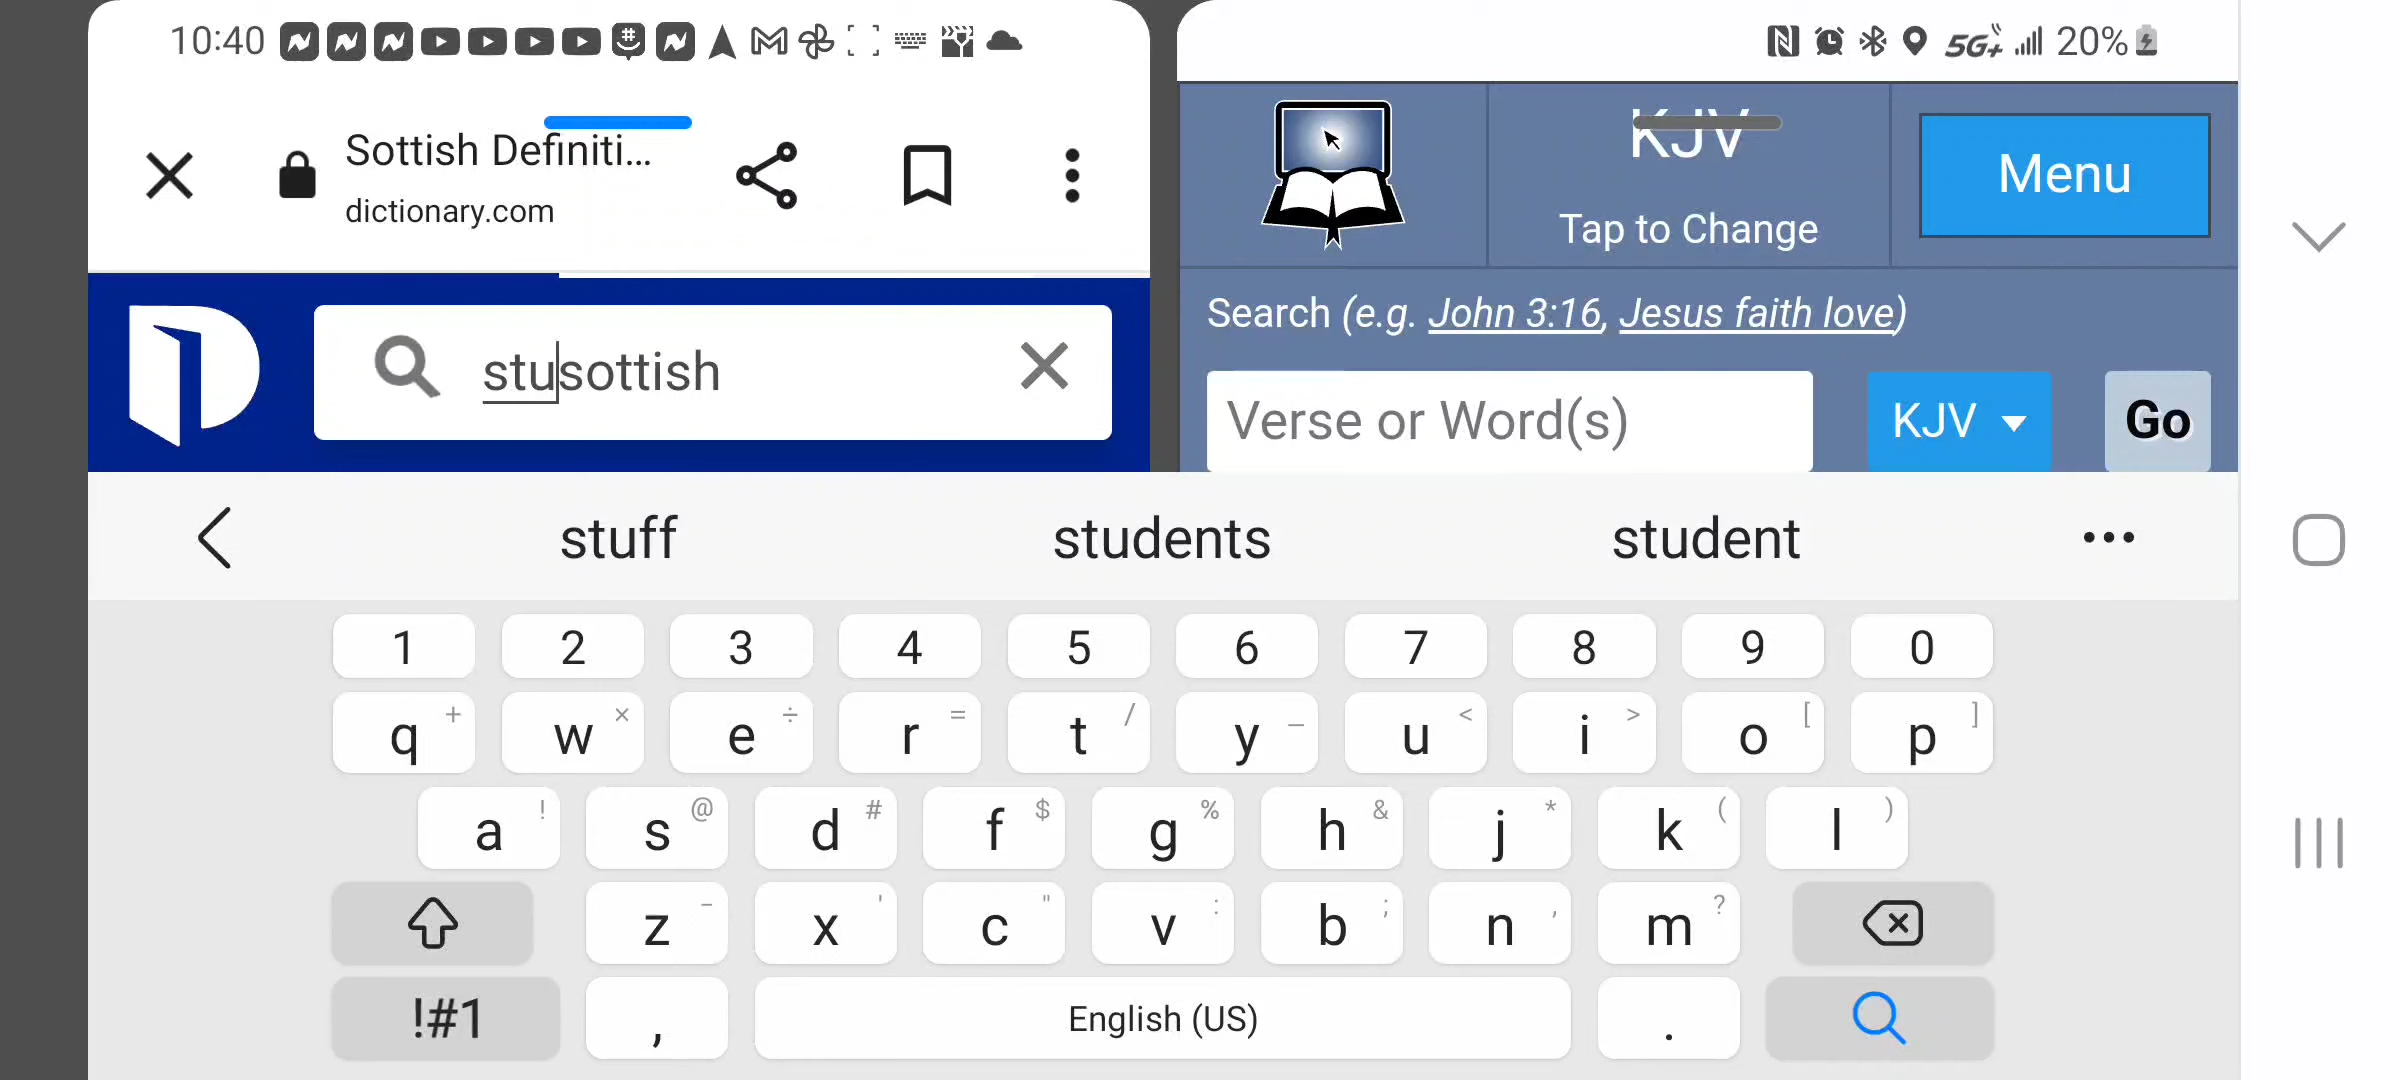 10:40
5G+ 20%
Sottish Definiti...
dictionary.com
KJV
Tap to Change
Menu
Search (e.g. John 3:16, Jesus faith love)
stusottish
Verse or Word(s)
KJV
Go
stuff students student
1 2 3 4 5 6 7 8 9 0
q + w × e ÷ r = t / y _ u < i > o [ p ]
a ! s @ d # f $ g % h & j * k ( l )
z - x ' c " v : b ; n , m ?
!#1 , English (US) .